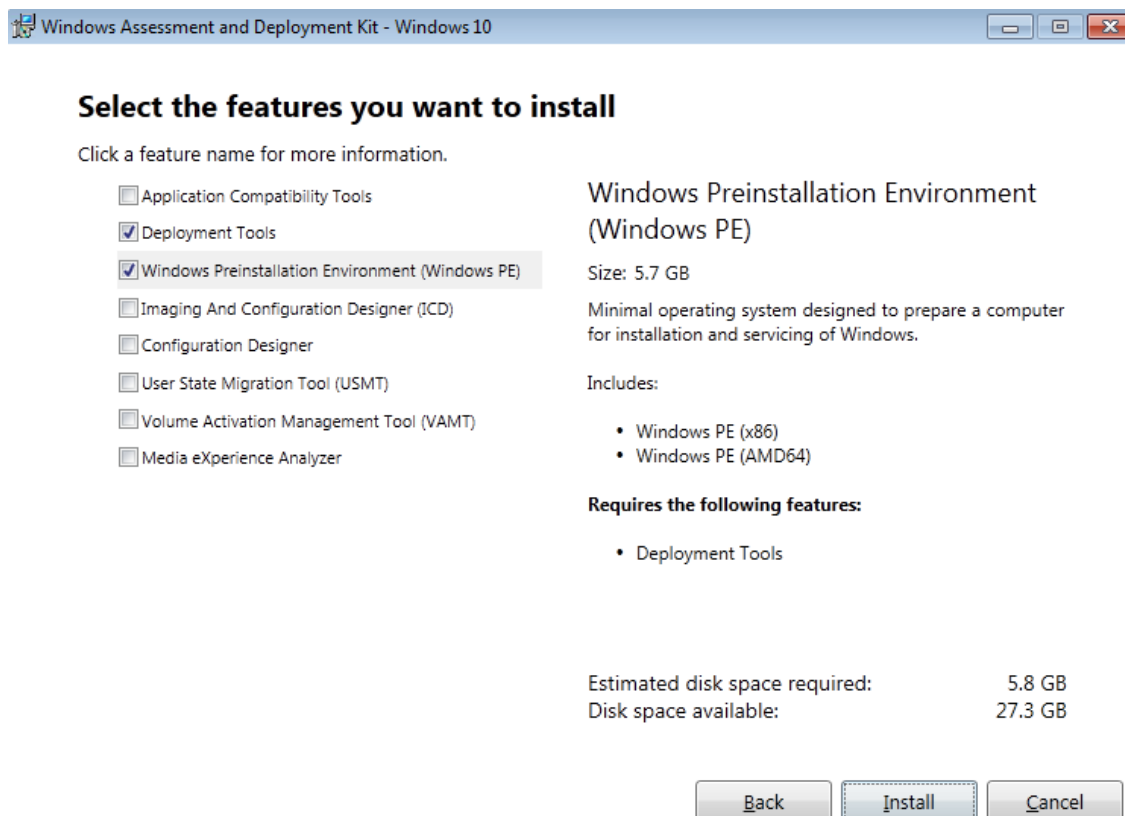 Windows Assessment and Deployment Kit - Windows 10
Select the features you want to install
Click a feature name for more information.
Application Compatibility Tools
Deployment Tools
Windows Preinstallation Environment (Windows PE)
Imaging And Configuration Designer (ICD)
Configuration Designer
User State Migration Tool (USMT)
Volume Activation Management Tool (VAMT)
Media eXperience Analyzer
Windows Preinstallation Environment
(Windows PE)
Size: 5.7 GB
Minimal operating system designed to prepare a computer
for installation and servicing of Windows.
Includes:
• Windows PE (x86)
• Windows PE (AMD64)
Requires the following features:
• Deployment Tools
Estimated disk space required: 5.8 GB
Disk space available: 27.3 GB
Back Install Cancel